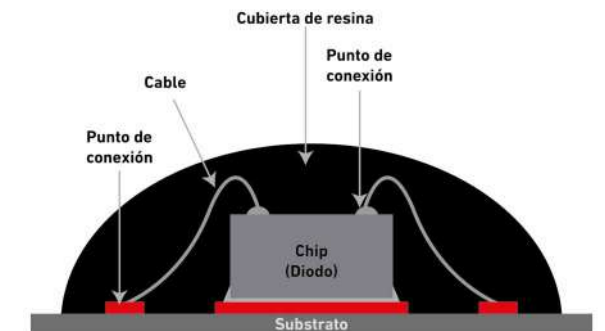 Cubierta de resina
Punto de
conexión
Cable
Punto de
conexión
Chip
(Diodo)
Substrato